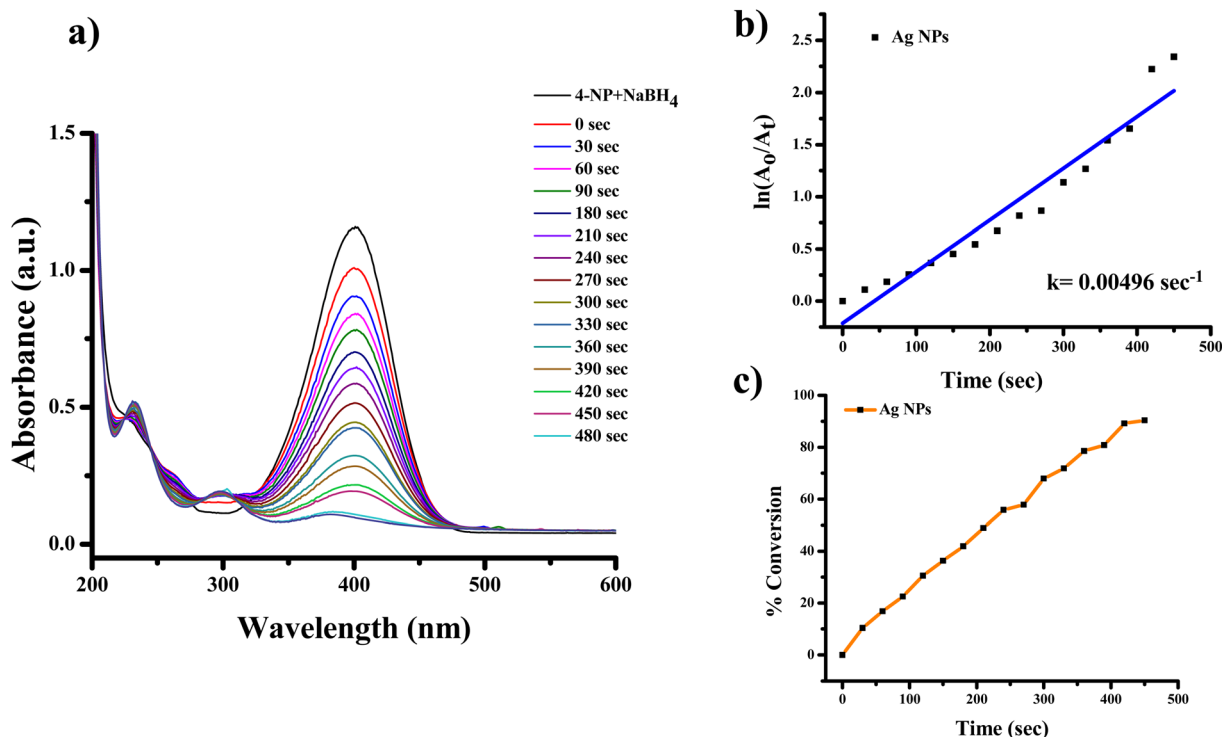 a)
4-NP+NaBH4
0 sec
30 sec
60 sec
90 sec
180 sec
210 sec
240 sec
270 sec
300 sec
330 sec
360 sec
390 sec
420 sec
450 sec
480 sec
1.5
1.0
0.5
0.0
200
300
400
500
600
Absorbance (a.u.)
Wavelength (nm)
b)
Ag NPs
2.5
2.0
1.5
1.0
0.5
0.0
0
100
200
300
400
500
ln(Ao/At)
k= 0.00496 sec-1
Time (sec)
c)
Ag NPs
100
80
60
40
20
0
0
100
200
300
400
500
% Conversion
Time (sec)